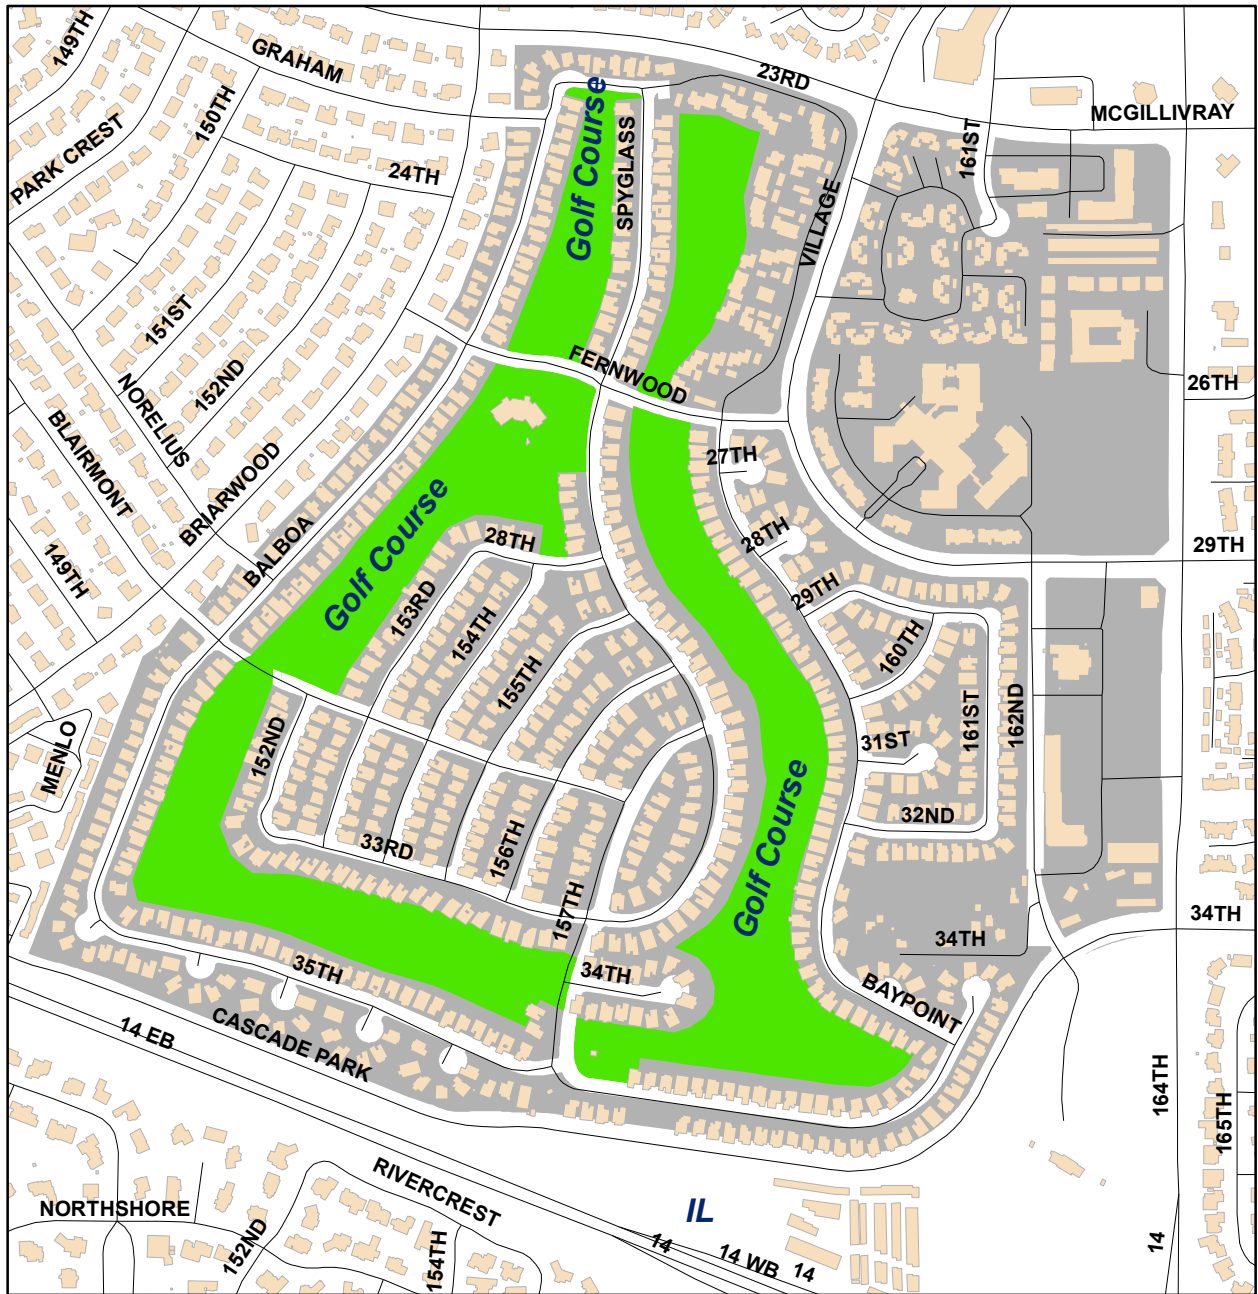 149TH
GRAHAM
23RD
150TH
MCGILLIVRAY
PARK CREST
24TH
Golf Course
SPYGLASS
161ST
VILLAGE
151ST
FERNWOOD
152ND
NORELIUS
26TH
BLAIRMONT
BRIARWOOD
27TH
BALBOA
Golf Course
28TH
28TH
29TH
149TH
153RD
154TH
29TH
155TH
160TH
161ST
162ND
152ND
MENLO
31ST
Golf Course
32ND
33RD
156TH
157TH
34TH
34TH
35TH
34TH
BAYPOINT
CASCADE PARK
14 EB
164TH
165TH
RIVERCREST
NORTHSHORE
IL
152ND
154TH
14
14 WB
14
14